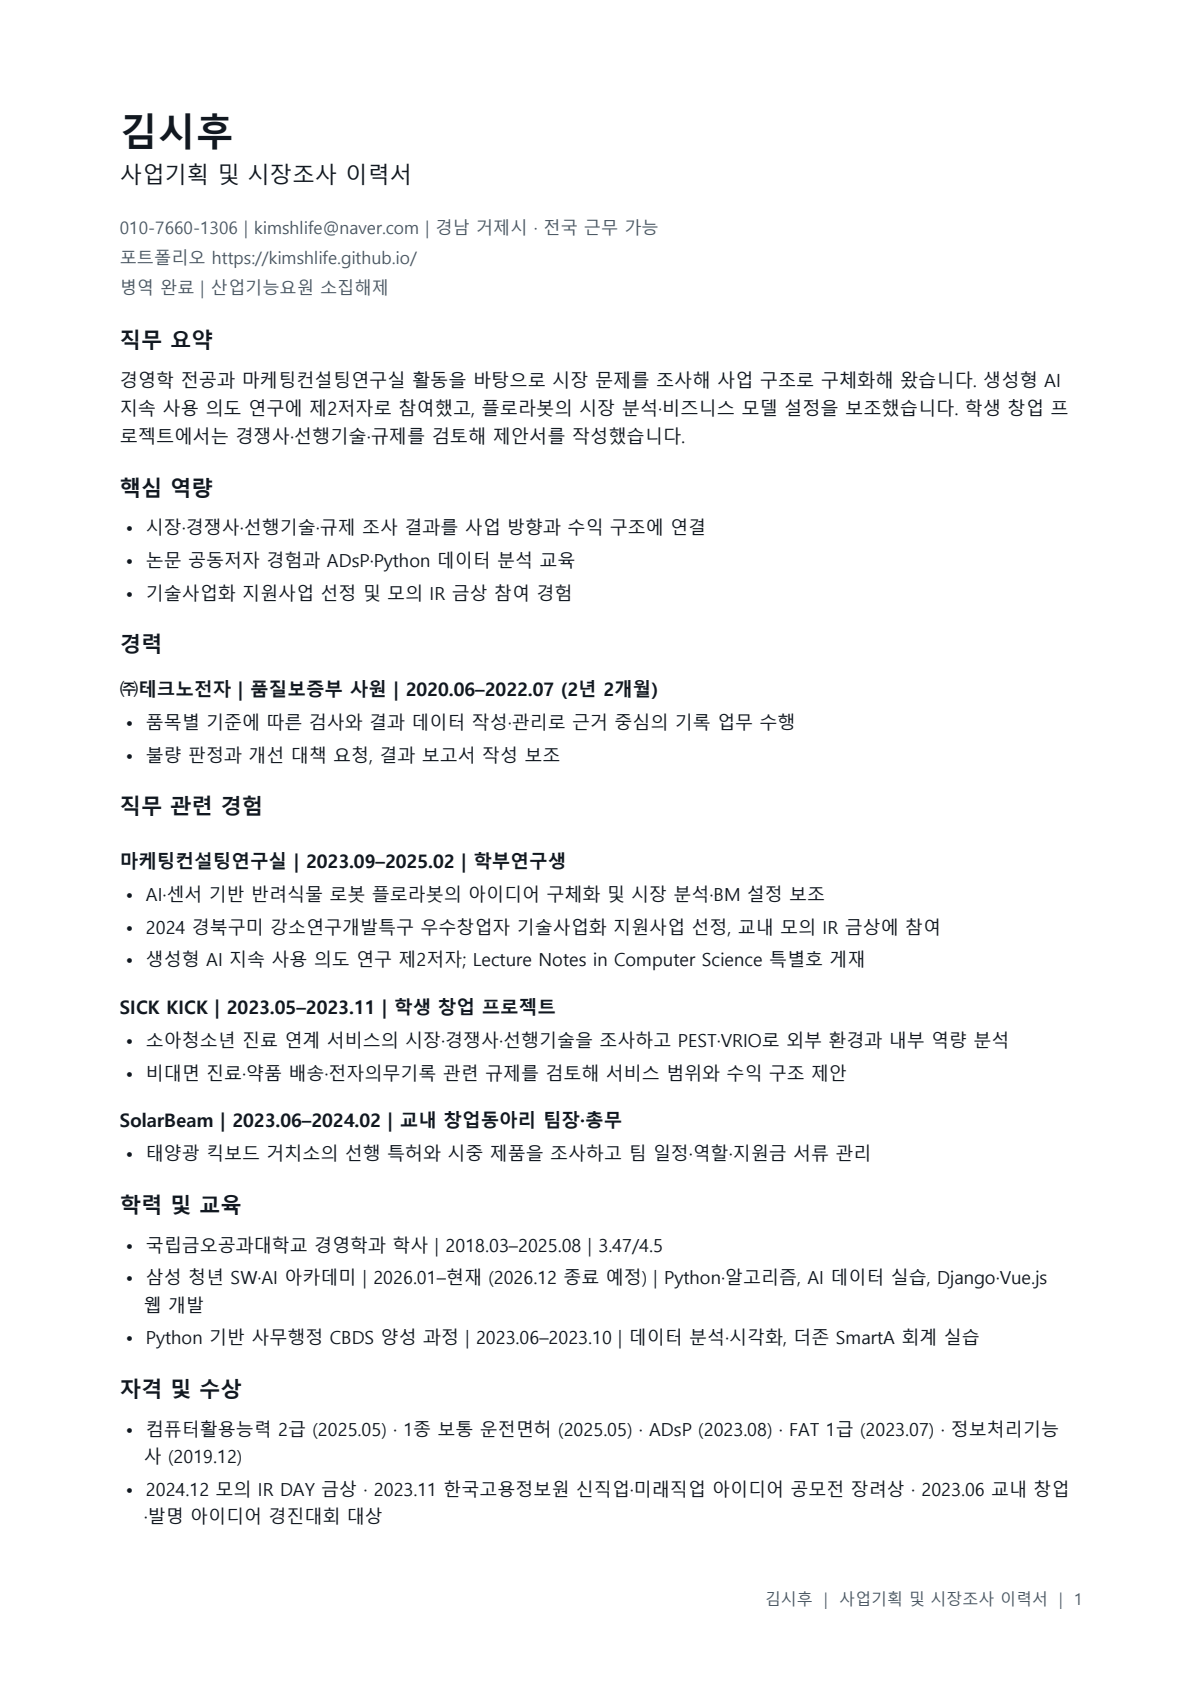 김시후
사업기획 및 시장조사 이력서
010-7660-1306 | kimshlife@naver.com | 경남 거제시 · 전국 근무 가능
포트폴리오 https://kimshlife.github.io/
병역 완료 | 산업기능요원 소집해제
직무 요약
경영학 전공과 마케팅컨설팅연구실 활동을 바탕으로 시장 문제를 조사해 사업 구조로 구체화해 왔습니다. 생성형 AI
지속 사용 의도 연구에 제2저자로 참여했고, 플로라봇의 시장 분석·비즈니스 모델 설정을 보조했습니다. 학생 창업 프
로젝트에서는 경쟁사·선행기술·규제를 검토해 제안서를 작성했습니다.
핵심 역량
• 시장·경쟁사·선행기술·규제 조사 결과를 사업 방향과 수익 구조에 연결
• 논문 공동저자 경험과 ADsP·Python 데이터 분석 교육
• 기술사업화 지원사업 선정 및 모의 IR 금상 참여 경험
경력
㈜테크노전자 | 품질보증부 사원 | 2020.06–2022.07 (2년 2개월)
• 품목별 기준에 따른 검사와 결과 데이터 작성·관리로 근거 중심의 기록 업무 수행
• 불량 판정과 개선 대책 요청, 결과 보고서 작성 보조
직무 관련 경험
마케팅컨설팅연구실 | 2023.09–2025.02 | 학부연구생
• AI·센서 기반 반려식물 로봇 플로라봇의 아이디어 구체화 및 시장 분석·BM 설정 보조
• 2024 경북구미 강소연구개발특구 우수창업자 기술사업화 지원사업 선정, 교내 모의 IR 금상에 참여
• 생성형 AI 지속 사용 의도 연구 제2저자; Lecture Notes in Computer Science 특별호 게재
SICK KICK | 2023.05–2023.11 | 학생 창업 프로젝트
• 소아청소년 진료 연계 서비스의 시장·경쟁사·선행기술을 조사하고 PEST·VRIO로 외부 환경과 내부 역량 분석
• 비대면 진료·약품 배송·전자의무기록 관련 규제를 검토해 서비스 범위와 수익 구조 제안
SolarBeam | 2023.06–2024.02 | 교내 창업동아리 팀장·총무
• 태양광 킥보드 거치소의 선행 특허와 시중 제품을 조사하고 팀 일정·역할·지원금 서류 관리
학력 및 교육
• 국립금오공과대학교 경영학과 학사 | 2018.03–2025.08 | 3.47/4.5
• 삼성 청년 SW·AI 아카데미 | 2026.01–현재 (2026.12 종료 예정) | Python·알고리즘, AI 데이터 실습, Django·Vue.js
웹 개발
• Python 기반 사무행정 CBDS 양성 과정 | 2023.06–2023.10 | 데이터 분석·시각화, 더존 SmartA 회계 실습
자격 및 수상
• 컴퓨터활용능력 2급 (2025.05) · 1종 보통 운전면허 (2025.05) · ADsP (2023.08) · FAT 1급 (2023.07) · 정보처리기능
사 (2019.12)
• 2024.12 모의 IR DAY 금상 · 2023.11 한국고용정보원 신직업·미래직업 아이디어 공모전 장려상 · 2023.06 교내 창업
·발명 아이디어 경진대회 대상
김시후 | 사업기획 및 시장조사 이력서 | 1